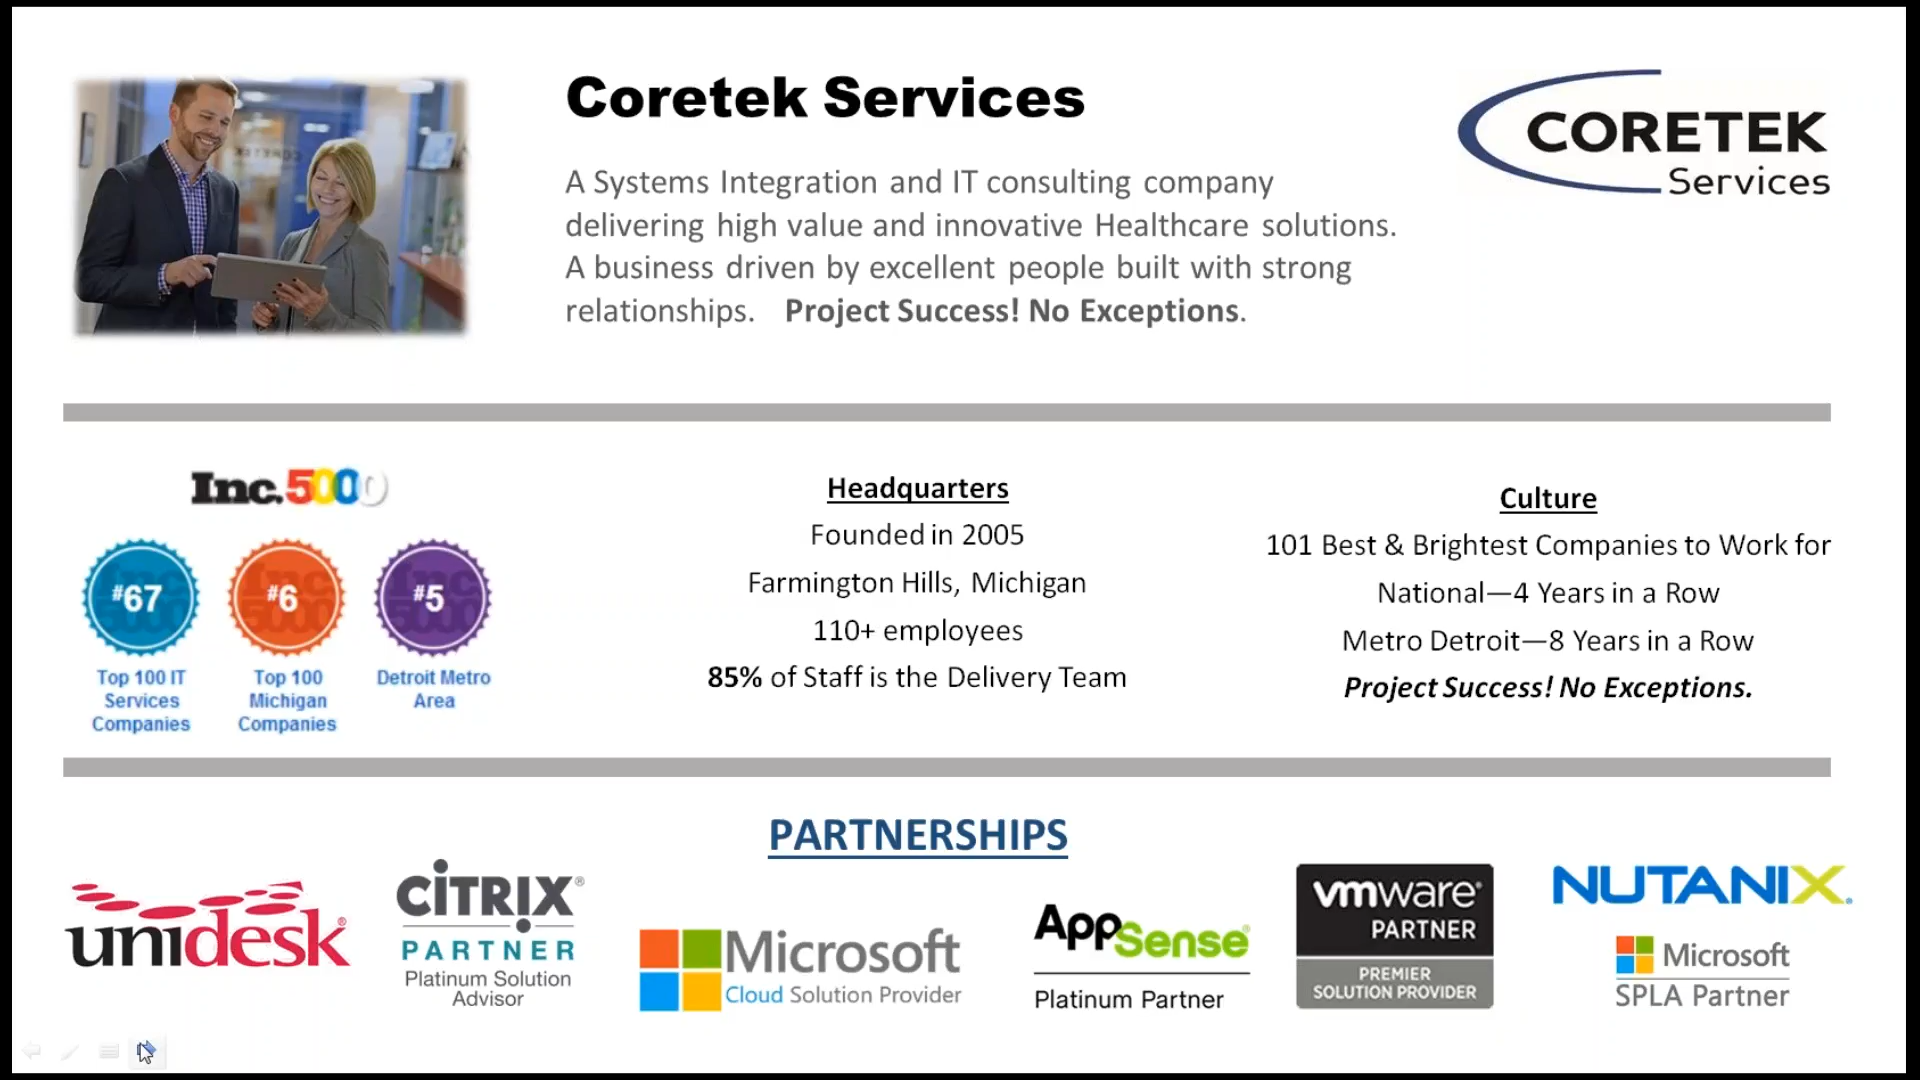 Coretek Services
CORETEK
Services
A Systems Integration and IT consulting company
delivering high value and innovative Healthcare solutions.
A business driven by excellent people built with strong
relationships. Project Success! No Exceptions.
Inc.5000
#67
#6
#5
Top 100 IT
Services
Companies
Top 100
Michigan
Companies
Detroit Metro
Area
Headquarters
Founded in 2005
Farmington Hills, Michigan
110+ employees
85% of Staff is the Delivery Team
Culture
101 Best & Brightest Companies to Work for
National—4 Years in a Row
Metro Detroit—8 Years in a Row
Project Success! No Exceptions.
PARTNERSHIPS
unidesk®
CiTRIX®
PARTNER
Platinum Solution
Advisor
Microsoft
Cloud Solution Provider
AppSense®
Platinum Partner
vmware®
PARTNER
PREMIER
SOLUTION PROVIDER
NUTANIX.
Microsoft
SPLA Partner